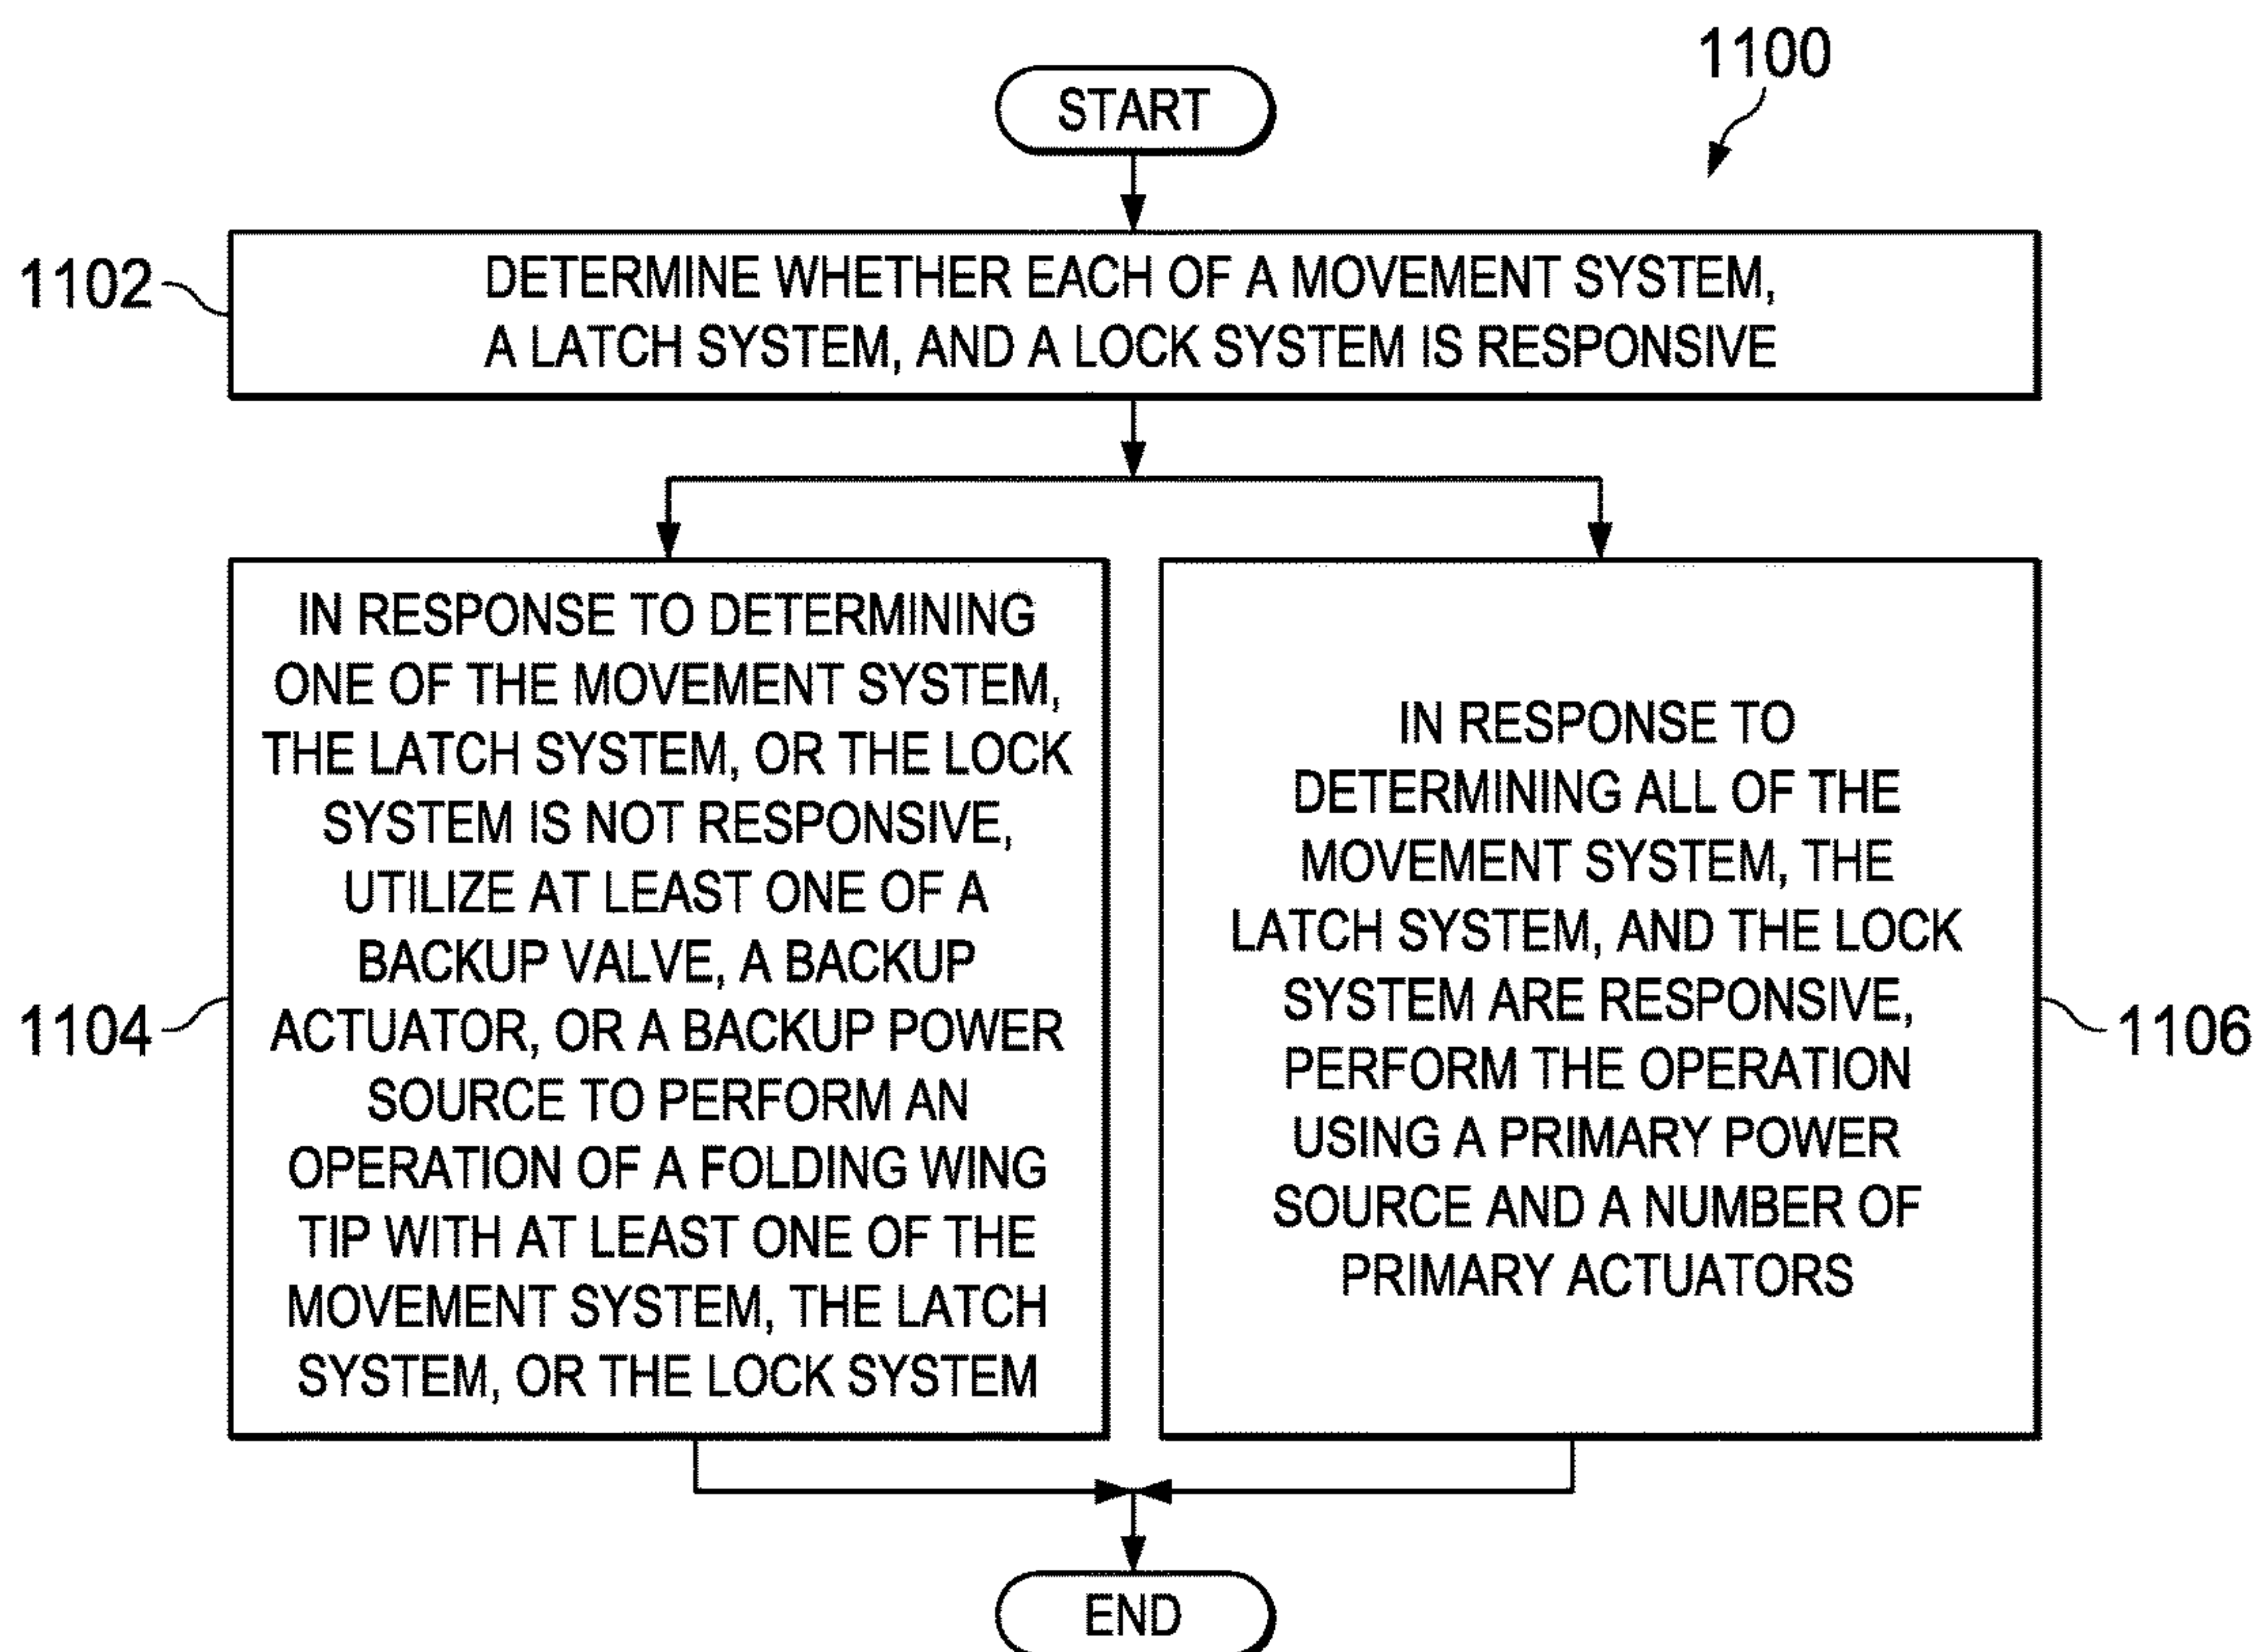 1100
START
1102
DETERMINE WHETHER EACH OF A MOVEMENT SYSTEM,
A LATCH SYSTEM, AND A LOCK SYSTEM IS RESPONSIVE
1104
IN RESPONSE TO DETERMINING
ONE OF THE MOVEMENT SYSTEM,
THE LATCH SYSTEM, OR THE LOCK
SYSTEM IS NOT RESPONSIVE,
UTILIZE AT LEAST ONE OF A
BACKUP VALVE, A BACKUP
ACTUATOR, OR A BACKUP POWER
SOURCE TO PERFORM AN
OPERATION OF A FOLDING WING
TIP WITH AT LEAST ONE OF THE
MOVEMENT SYSTEM, THE LATCH
SYSTEM, OR THE LOCK SYSTEM
IN RESPONSE TO
DETERMINING ALL OF THE
MOVEMENT SYSTEM, THE
LATCH SYSTEM, AND THE LOCK
SYSTEM ARE RESPONSIVE,
PERFORM THE OPERATION
USING A PRIMARY POWER
SOURCE AND A NUMBER OF
PRIMARY ACTUATORS
1106
END